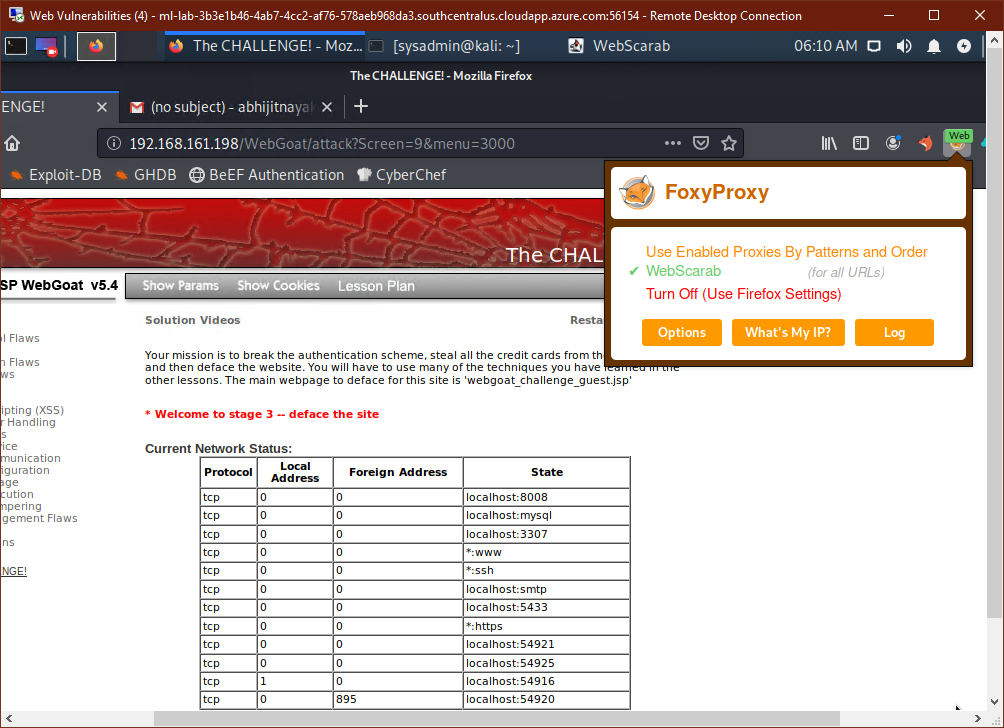 Web Vulnerabilities (4) - ml-lab-3b3e1b46-4ab7-4cc2-af76-578aeb968da3.southcentralus.cloudapp.azure.com:56154 - Remote Desktop Connection
The CHALLENGE! - Moz... [sysadmin@kali: ~] WebScarab 06:10 AM
The CHALLENGE! - Mozilla Firefox
ENGE! (no subject) - abhijitnayak
192.168.161.198/WebGoat/attack?Screen=9&menu=3000 Web
Exploit-DB GHDB BeEF Authentication CyberChef
FoxyProxy
Use Enabled Proxies By Patterns and Order
✔ WebScarab (for all URLs)
Turn Off (Use Firefox Settings)
Options What's My IP? Log
The CHAL
SP WebGoat v5.4 Show Params Show Cookies Lesson Plan
Solution Videos Resta
l Flaws
n Flaws
ws
ipting (XSS)
r Handling
s
vice
munication
figuration
age
cution
mpering
gement Flaws
ns
ENGE!
Your mission is to break the authentication scheme, steal all the credit cards from the
and then deface the website. You will have to use many of the techniques you have learned in the
other lessons. The main webpage to deface for this site is 'webgoat_challenge_guest.jsp'
* Welcome to stage 3 -- deface the site
Current Network Status:
Protocol Local Address Foreign Address State
tcp 0 0 localhost:8008
tcp 0 0 localhost:mysql
tcp 0 0 localhost:3307
tcp 0 0 *:www
tcp 0 0 *:ssh
tcp 0 0 localhost:smtp
tcp 0 0 localhost:5433
tcp 0 0 *:https
tcp 0 0 localhost:54921
tcp 0 0 localhost:54925
tcp 1 0 localhost:54916
tcp 0 895 localhost:54920